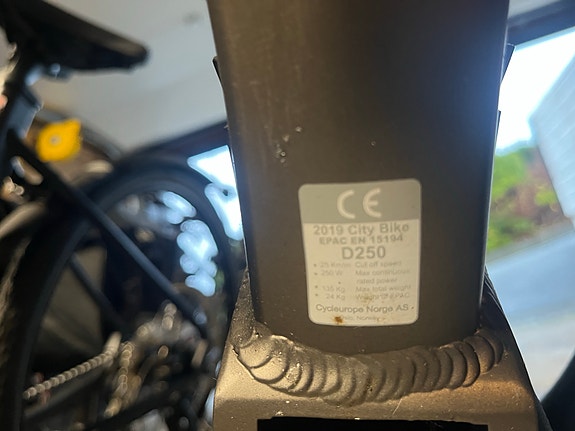 CE
2019 City Bike
EPAC EN 15194
D250
25 Km/h Cut off speed
250 W Max continuous
rated power
135 Kg Max total weight
24 Kg Weight of EPAC
Cycleurope Norge AS
Norway